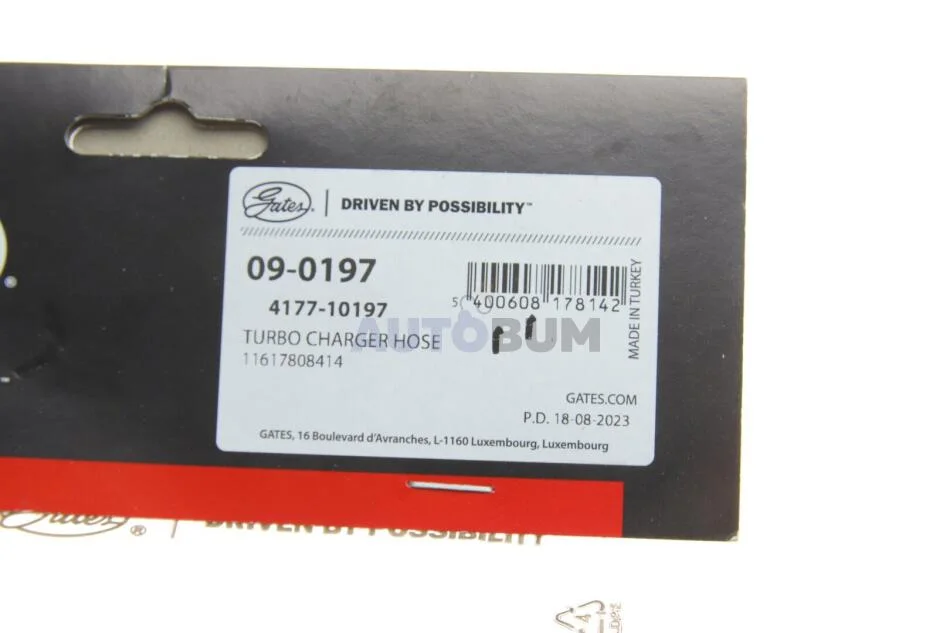 Gates® | DRIVEN BY POSSIBILITY™
09-0197
4177-10197
TURBO CHARGER HOSE
11617808414
5 400608 178142
MADE IN TURKEY
AUTOBUM
GATES.COM
P.D. 18-08-2023
GATES, 16 Boulevard d'Avranches, L-1160 Luxembourg, Luxembourg
Gates® | DRIVEN BY POSSIBILITY
4